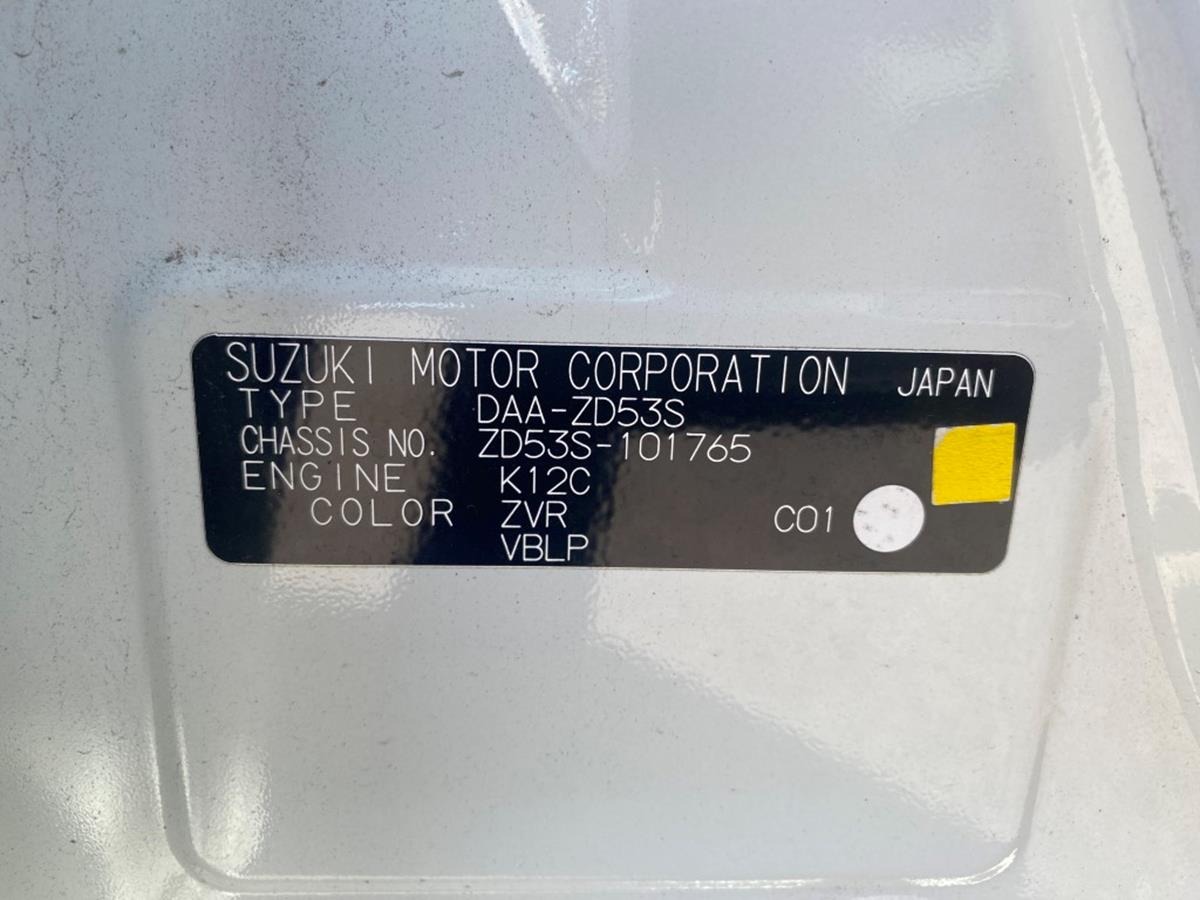 SUZUKI MOTOR CORPORATION JAPAN
TYPE DAA-ZD53S
CHASSIS NO. ZD53S-101765
ENGINE K12C
COLOR ZVR C01
VBLP